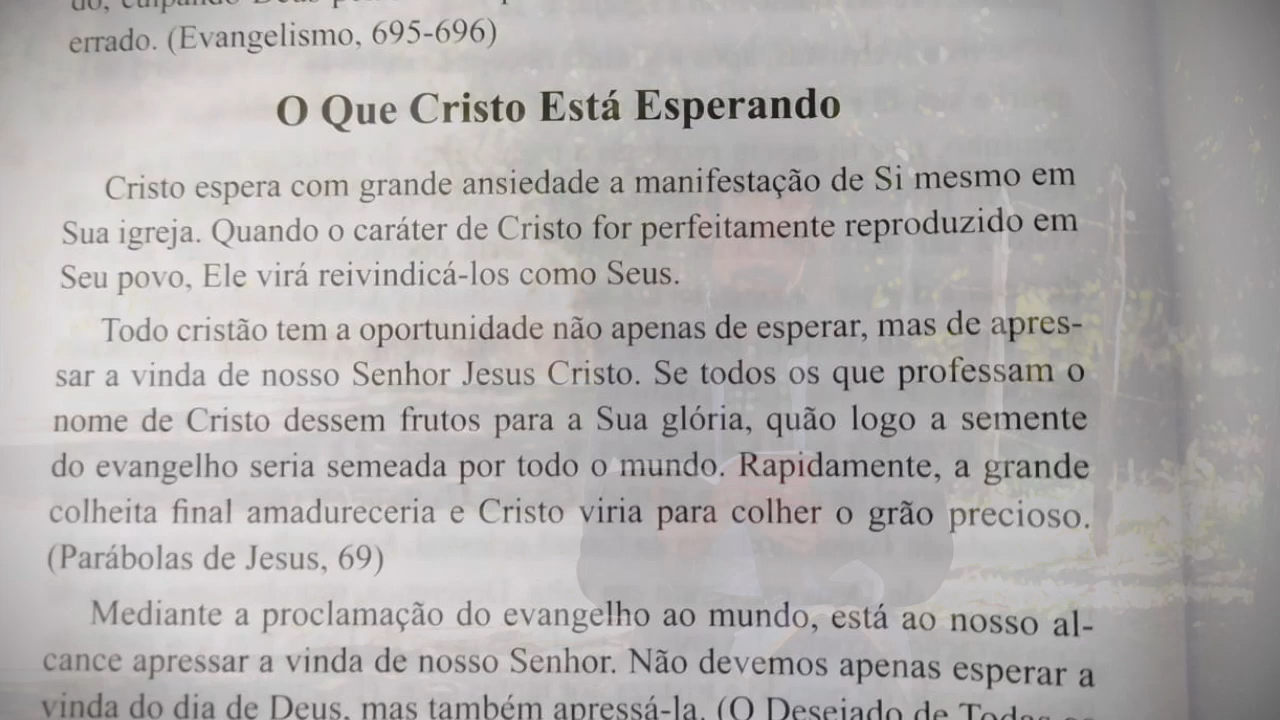 do, culpando Deus
errado. (Evangelismo, 695-696)
O Que Cristo Está Esperando
Cristo espera com grande ansiedade a manifestação de Si mesmo em
Sua igreja. Quando o caráter de Cristo for perfeitamente reproduzido em
Seu povo, Ele virá reivindicá-los como Seus.
Todo cristão tem a oportunidade não apenas de esperar, mas de apres-
sar a vinda de nosso Senhor Jesus Cristo. Se todos os que professam o
nome de Cristo dessem frutos para a Sua glória, quão logo a semente
do evangelho seria semeada por todo o mundo. Rapidamente, a grande
colheita final amadureceria e Cristo viria para colher o grão precioso.
(Parábolas de Jesus, 69)
Mediante a proclamação do evangelho ao mundo, está ao nosso al-
cance apressar a vinda de nosso Senhor. Não devemos apenas esperar a
vinda do dia de Deus, mas também apressá-la. (O Desejado de Todas